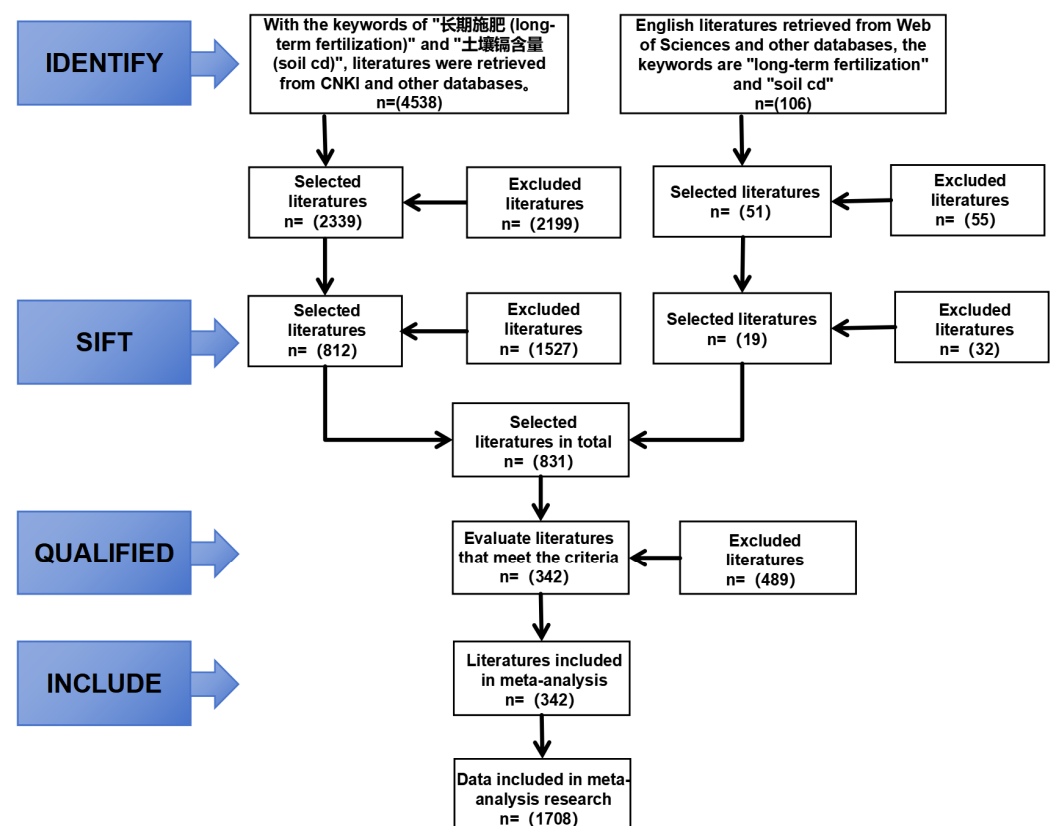 IDENTIFY
With the keywords of "长期施肥 (long-
term fertilization)" and "土壤镉含量
(soil cd)", literatures were retrieved
from CNKI and other databases。
n=(4538)
English literatures retrieved from Web
of Sciences and other databases, the
keywords are "long-term fertilization"
and "soil cd"
n=(106)
Selected
literatures
n=（2339）
Excluded
literatures
n=（2199）
Selected literatures
n=（51）
Excluded
literatures
n=（55）
SIFT
Selected
literatures
n=（812）
Excluded
literatures
n=（1527）
Selected literatures
n=（19）
Excluded
literatures
n=（32）
Selected
literatures in total
n=（831）
QUALIFIED
Evaluate literatures
that meet the criteria
n=（342）
Excluded
literatures
n=（489）
INCLUDE
Literatures included
in meta-analysis
n=（342）
Data included in meta-
analysis research
n=（1708）